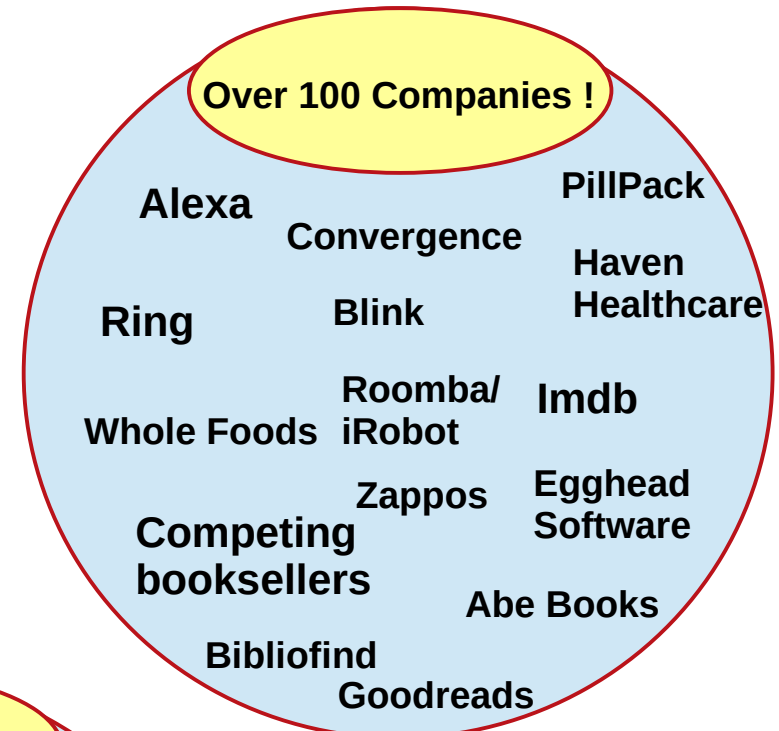 Over 100 Companies !
PillPack
Alexa
Convergence
Haven
Healthcare
Ring
Blink
Roomba/
iRobot
Imdb
Whole Foods
Zappos
Egghead
Software
Competing
booksellers
Abe Books
Bibliofind
Goodreads